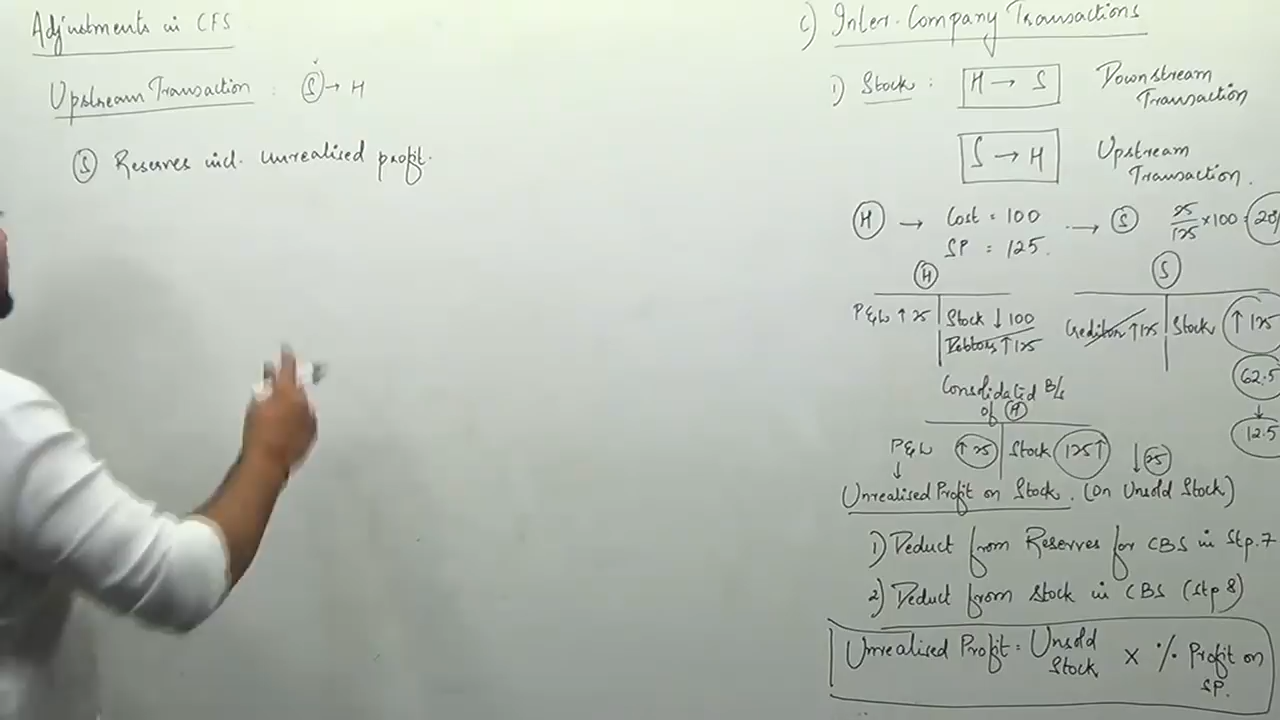 Adjustments in CFS
Upstream Transaction : S → H
S Reserves incl. unrealised profit.
c) Inter-Company Transactions
1) Stock : H → S Downstream Transaction
S → H Upstream Transaction.
H → Cost = 100 → S 25/125 × 100 = 20%
SP = 125.
H
P&L ↑ 25 Stock ↓ 100
Debtors ↑ 125
S
Creditors ↑ 125 Stock ↑ 125
62.5
↓
12.5
Consolidated B/s
of H
P&L ↑ 25 Stock 125 ↑ ↓ 25
↓
Unrealised Profit on Stock. (On Unsold Stock)
1) Deduct from Reserves for CBS in Stp. 7
2) Deduct from Stock in CBS (Stp 8)
Unrealised Profit = Unsold Stock × % Profit on SP.